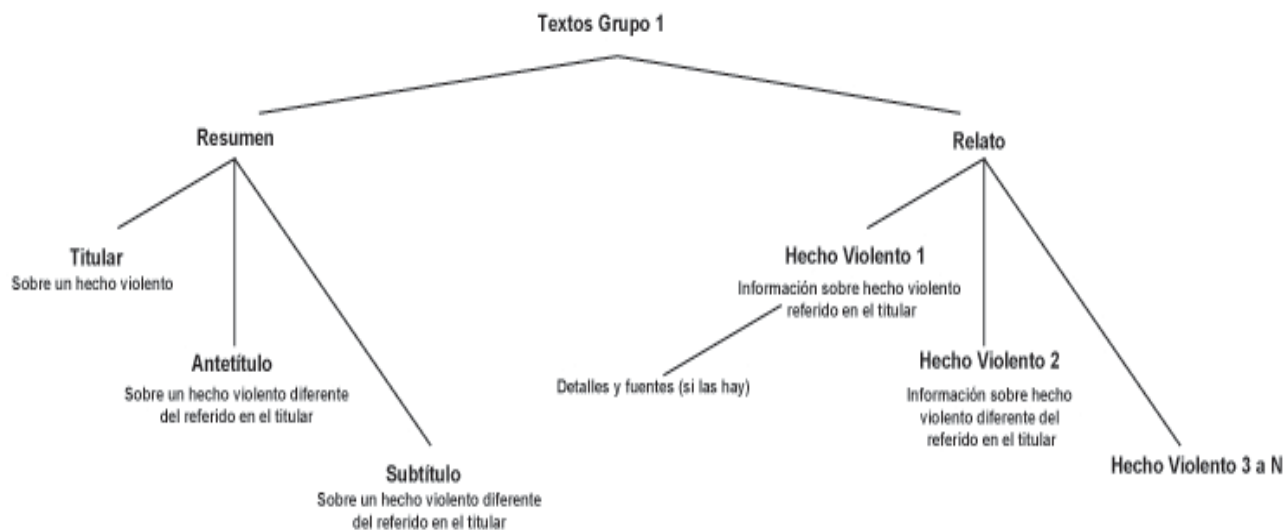 Textos Grupo 1
Resumen
Relato
Titular
Sobre un hecho violento
Hecho Violento 1
Información sobre hecho violento
referido en el titular
Antetítulo
Sobre un hecho violento diferente
del referido en el titular
Detalles y fuentes (si las hay)
Hecho Violento 2
Información sobre hecho
violento diferente del
referido en el titular
Subtítulo
Sobre un hecho violento diferente
del referido en el titular
Hecho Violento 3 a N